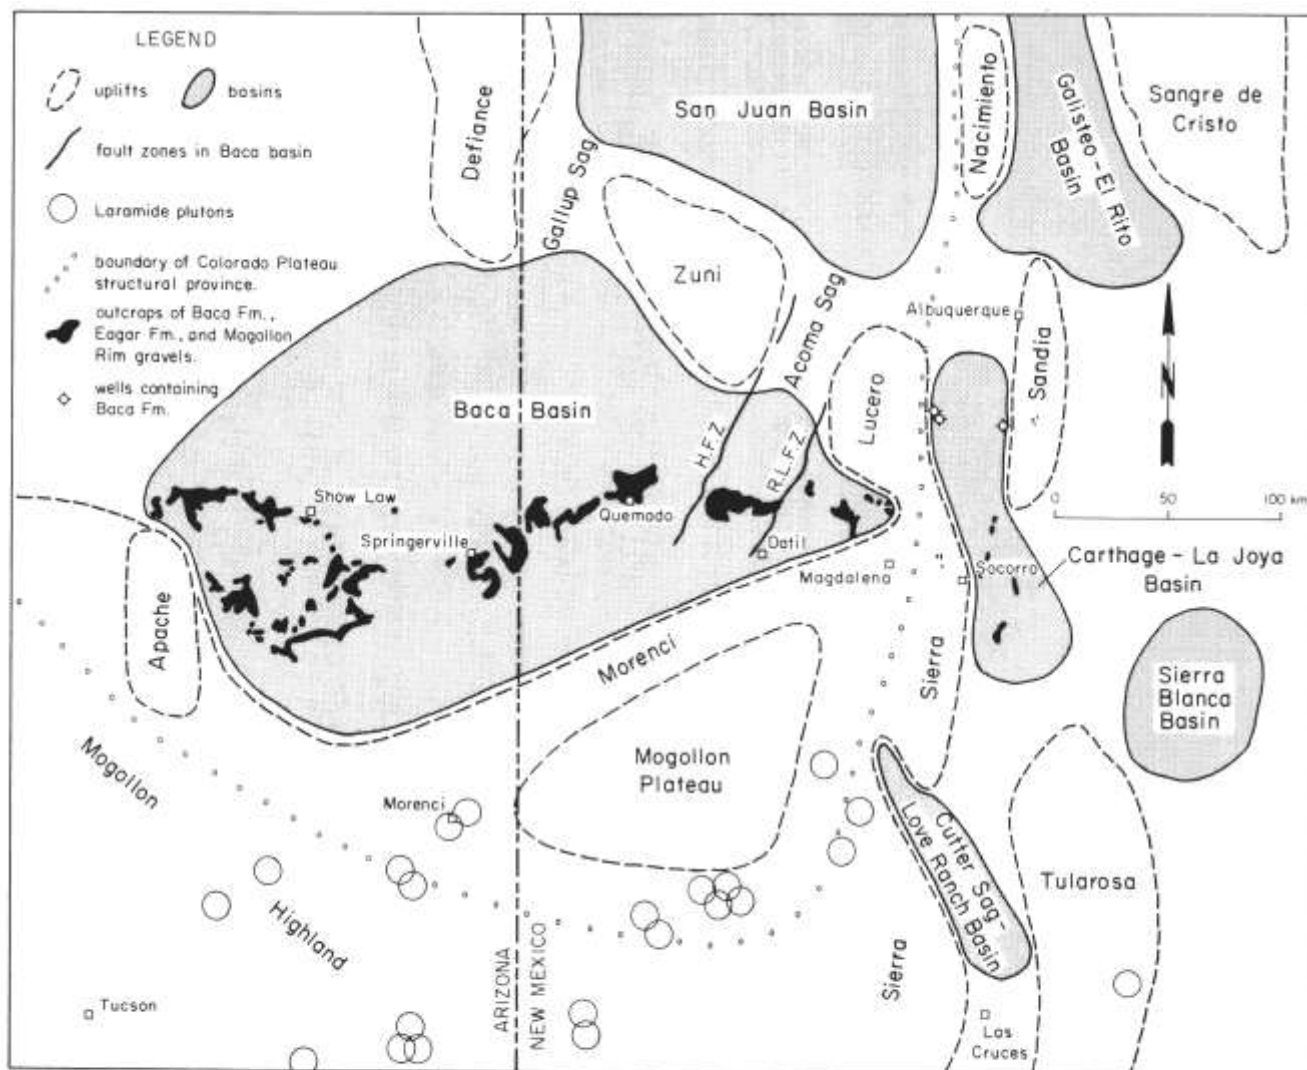 LEGEND
uplifts
basins
fault zones in Baca basin
Laramide plutons
boundary of Colorado Plateau
structural province.
outcrops of Baca Fm.,
Eagar Fm., and Mogollon
Rim gravels.
wells containing
Baca Fm.
Defiance
San Juan Basin
Nacimiento
Galisteo - El Rito
Basin
Sangre de
Cristo
Gallup Sag
Zuni
Acoma Sag
Albuquerque
Sandia
Lucero
N
Baca Basin
H.F.Z.
R.L.F.Z.
0 50 100 km
Show Low
Springerville
Quemado
Datil
Magdalena
Socorro
Carthage - La Joya
Basin
Apache
Morenci
Sierra
Sierra
Blanca
Basin
Mogollon
Highland
Mogollon
Plateau
Morenci
Cutter Sag -
Love Ranch Basin
Tularosa
Sierra
Tucson
ARIZONA
NEW MEXICO
Las
Cruces